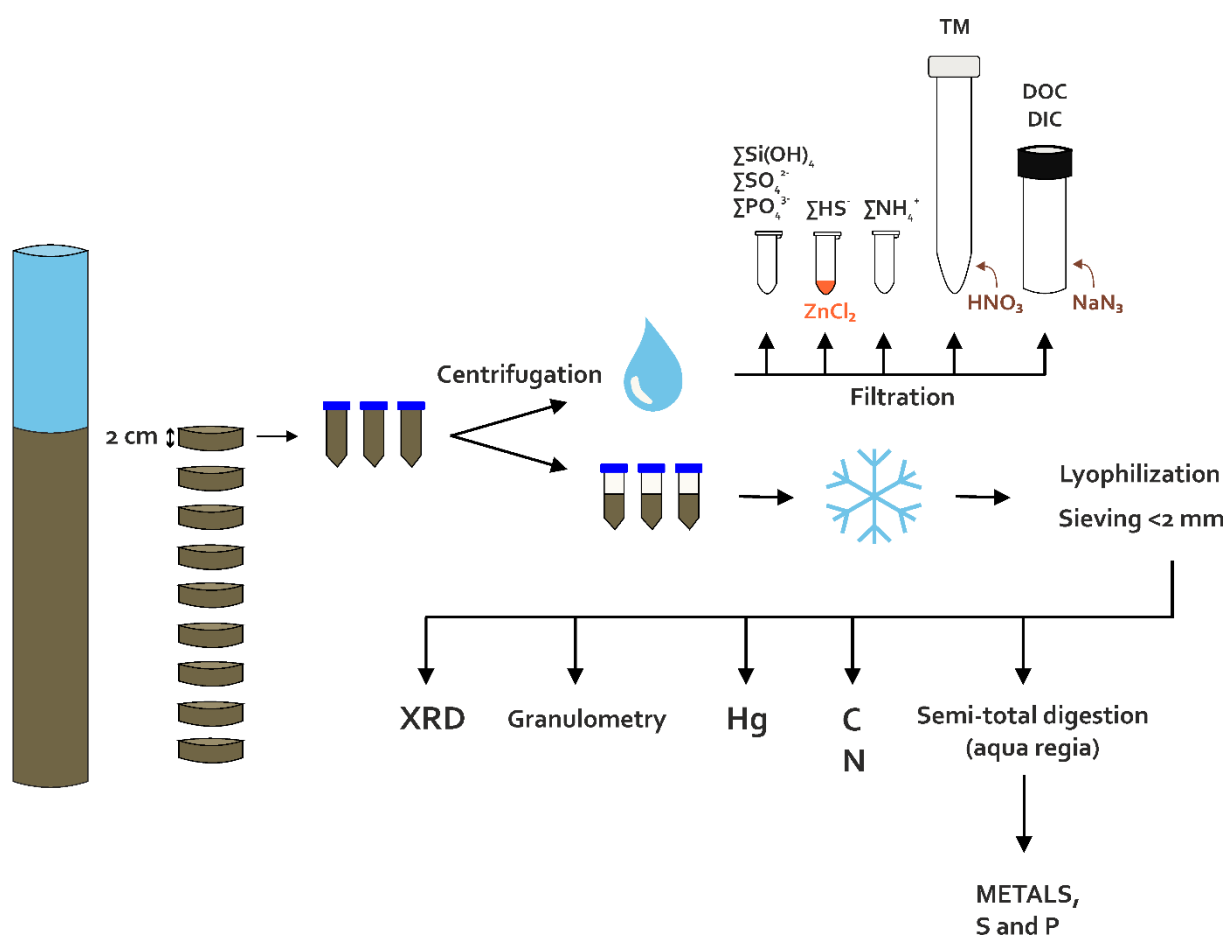 TM
DOC
DIC
∑Si(OH)₄
∑SO₄²⁻
∑PO₄³⁻
∑HS⁻
∑NH₄⁺
ZnCl₂
HNO₃
NaN₃
Centrifugation
Filtration
2 cm
Lyophilization
Sieving <2 mm
XRD
Granulometry
Hg
C
N
Semi-total digestion
(aqua regia)
METALS,
S and P